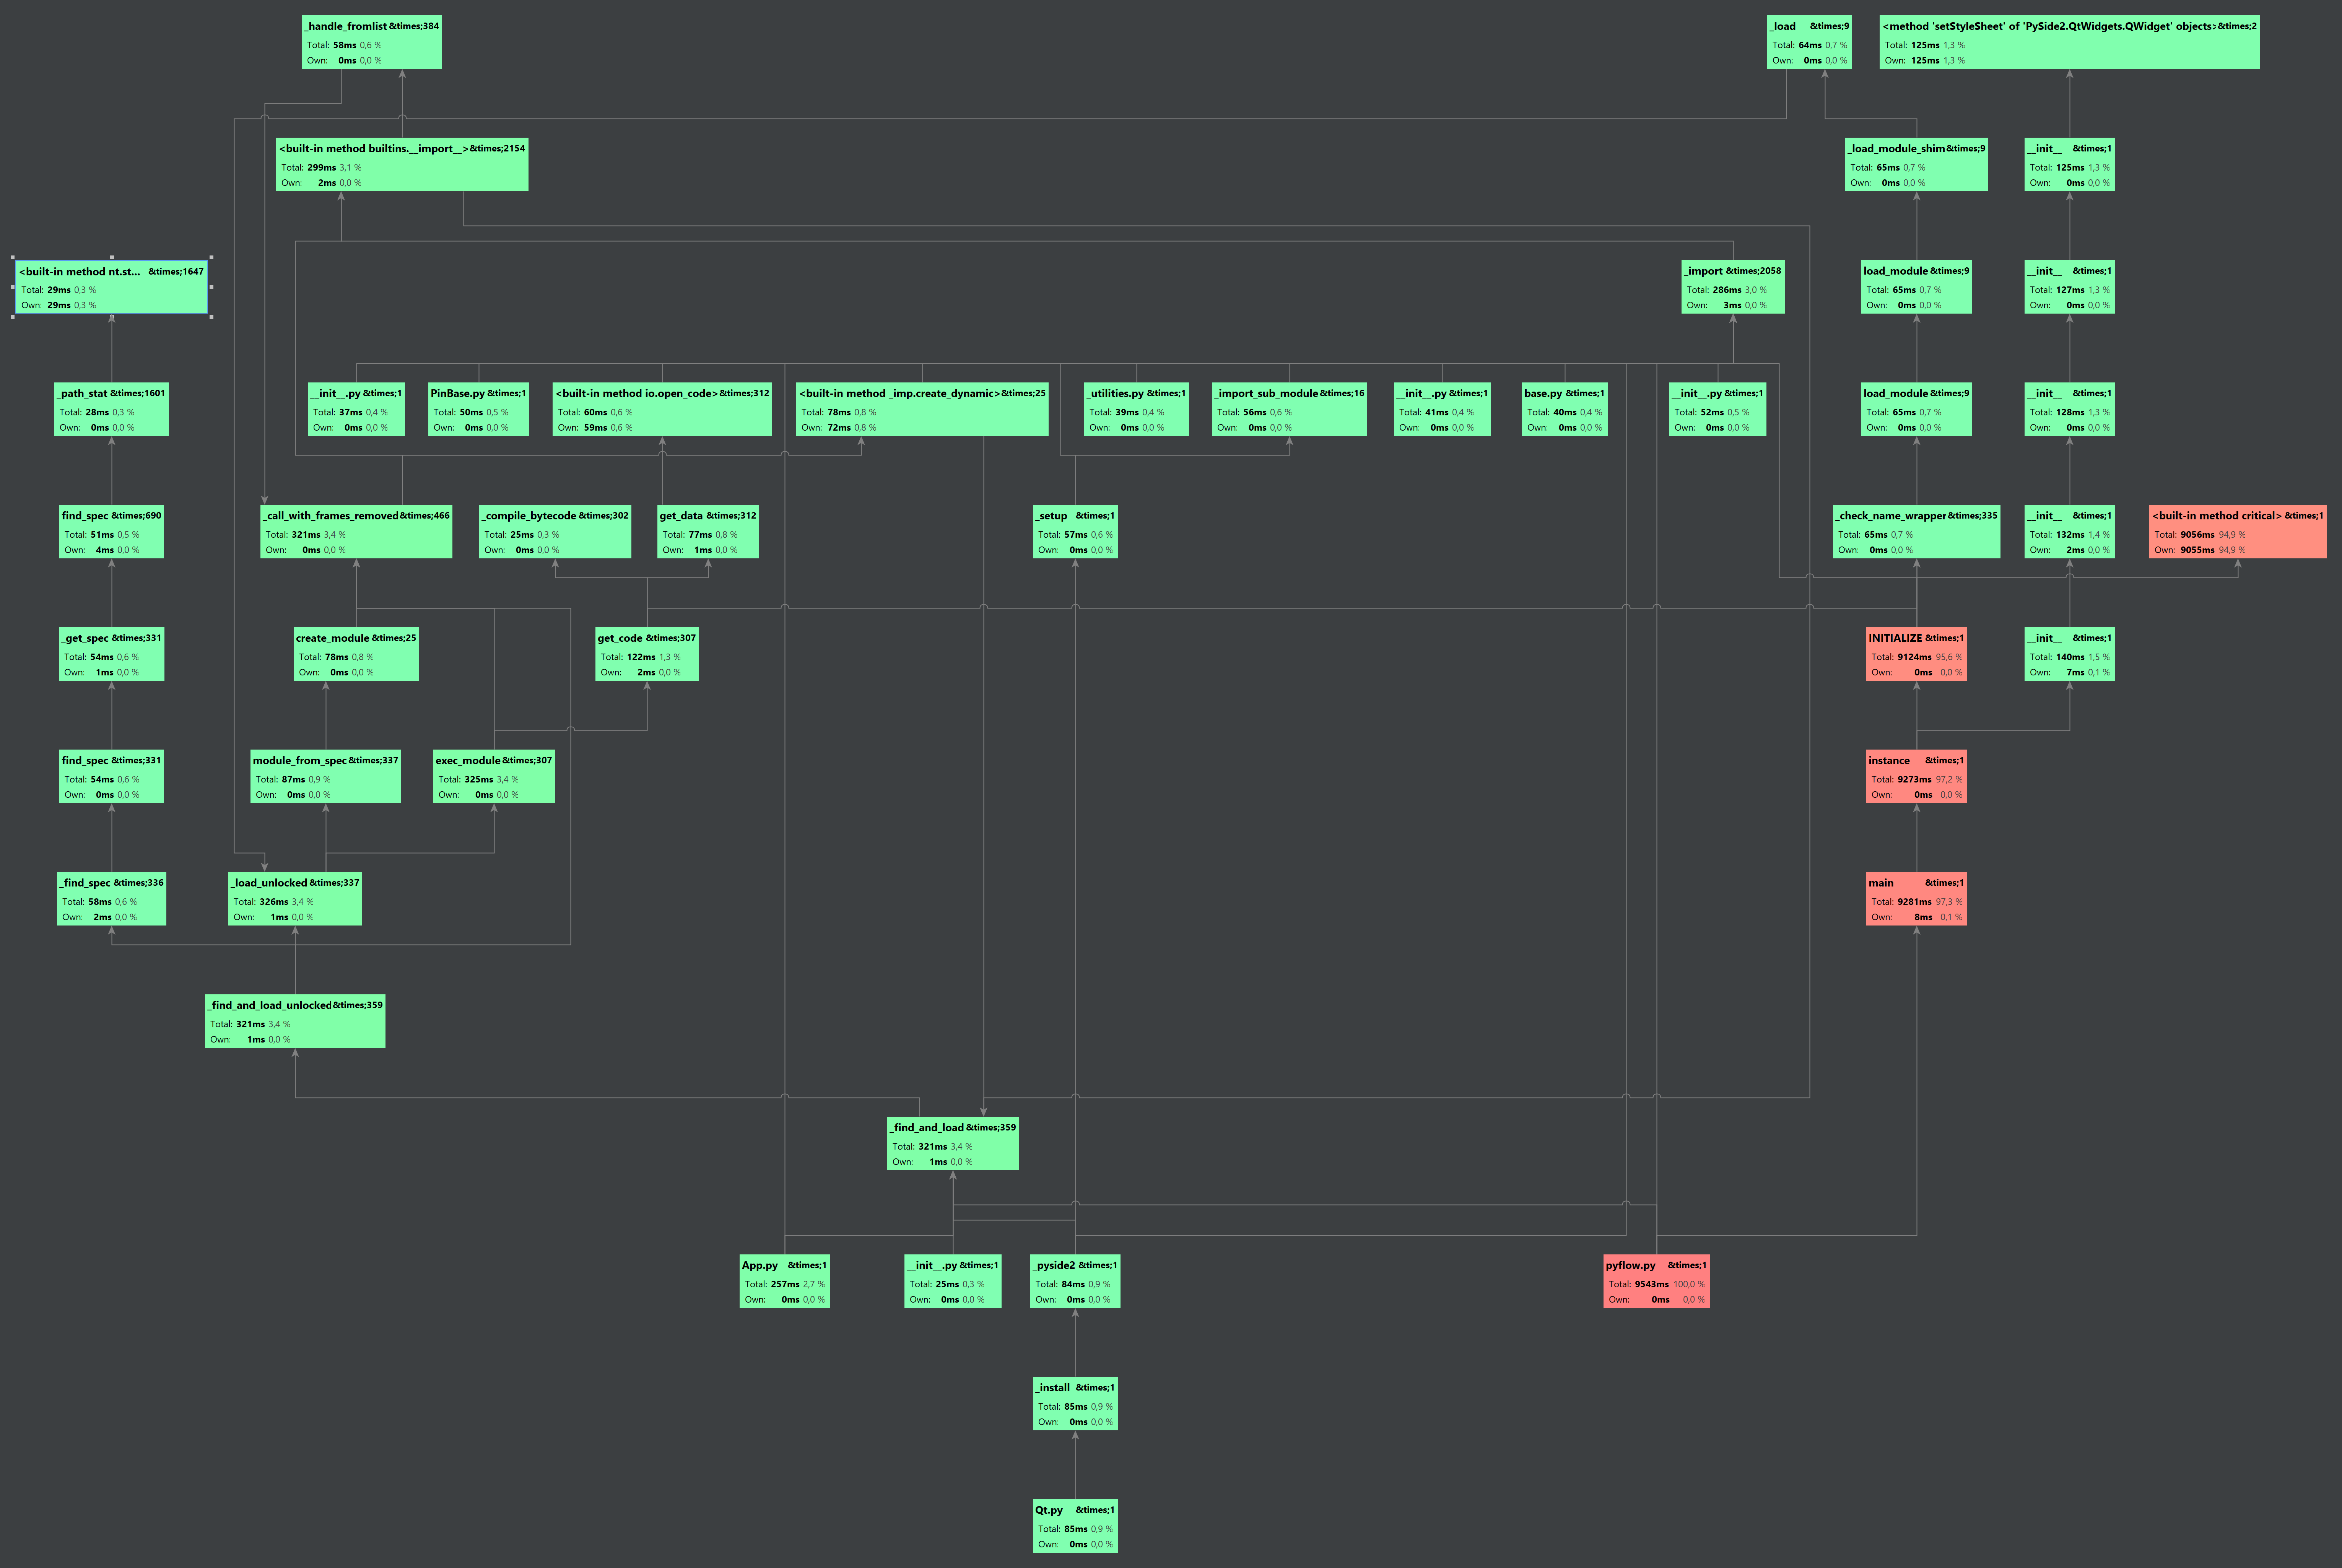 _handle_fromlist &times;384
Total: 58ms 0,6 %
Own: 0ms 0,0 %
_load &times;9
Total: 64ms 0,7 %
Own: 0ms 0,0 %
<method 'setStyleSheet' of 'PySide2.QtWidgets.QWidget' objects> &times;2
Total: 125ms 1,3 %
Own: 125ms 1,3 %
<built-in method builtins.__import__> &times;2154
Total: 299ms 3,1 %
Own: 2ms 0,0 %
_load_module_shim &times;9
Total: 65ms 0,7 %
Own: 0ms 0,0 %
__init__ &times;1
Total: 125ms 1,3 %
Own: 0ms 0,0 %
<built-in method nt.st... &times;1647
Total: 29ms 0,3 %
Own: 29ms 0,3 %
_import &times;2058
Total: 286ms 3,0 %
Own: 3ms 0,0 %
load_module &times;9
Total: 65ms 0,7 %
Own: 0ms 0,0 %
__init__ &times;1
Total: 127ms 1,3 %
Own: 0ms 0,0 %
_path_stat &times;1601
Total: 28ms 0,3 %
Own: 0ms 0,0 %
__init__.py &times;1
Total: 37ms 0,4 %
Own: 0ms 0,0 %
PinBase.py &times;1
Total: 50ms 0,5 %
Own: 0ms 0,0 %
<built-in method io.open_code> &times;312
Total: 60ms 0,6 %
Own: 59ms 0,6 %
<built-in method _imp.create_dynamic> &times;25
Total: 78ms 0,8 %
Own: 72ms 0,8 %
_utilities.py &times;1
Total: 39ms 0,4 %
Own: 0ms 0,0 %
_import_sub_module &times;16
Total: 56ms 0,6 %
Own: 0ms 0,0 %
__init__.py &times;1
Total: 41ms 0,4 %
Own: 0ms 0,0 %
base.py &times;1
Total: 40ms 0,4 %
Own: 0ms 0,0 %
__init__.py &times;1
Total: 52ms 0,5 %
Own: 0ms 0,0 %
load_module &times;9
Total: 65ms 0,7 %
Own: 0ms 0,0 %
__init__ &times;1
Total: 128ms 1,3 %
Own: 0ms 0,0 %
find_spec &times;690
Total: 51ms 0,5 %
Own: 4ms 0,0 %
_call_with_frames_removed &times;466
Total: 321ms 3,4 %
Own: 0ms 0,0 %
_compile_bytecode &times;302
Total: 25ms 0,3 %
Own: 0ms 0,0 %
get_data &times;312
Total: 77ms 0,8 %
Own: 1ms 0,0 %
_setup &times;1
Total: 57ms 0,6 %
Own: 0ms 0,0 %
_check_name_wrapper &times;335
Total: 65ms 0,7 %
Own: 0ms 0,0 %
__init__ &times;1
Total: 132ms 1,4 %
Own: 2ms 0,0 %
<built-in method critical> &times;1
Total: 9056ms 94,9 %
Own: 9055ms 94,9 %
_get_spec &times;331
Total: 54ms 0,6 %
Own: 1ms 0,0 %
create_module &times;25
Total: 78ms 0,8 %
Own: 0ms 0,0 %
get_code &times;307
Total: 122ms 1,3 %
Own: 2ms 0,0 %
INITIALIZE &times;1
Total: 9124ms 95,6 %
Own: 0ms 0,0 %
__init__ &times;1
Total: 140ms 1,5 %
Own: 7ms 0,1 %
find_spec &times;331
Total: 54ms 0,6 %
Own: 0ms 0,0 %
module_from_spec &times;337
Total: 87ms 0,9 %
Own: 0ms 0,0 %
exec_module &times;307
Total: 325ms 3,4 %
Own: 0ms 0,0 %
instance &times;1
Total: 9273ms 97,2 %
Own: 0ms 0,0 %
_find_spec &times;336
Total: 58ms 0,6 %
Own: 2ms 0,0 %
_load_unlocked &times;337
Total: 326ms 3,4 %
Own: 1ms 0,0 %
main &times;1
Total: 9281ms 97,3 %
Own: 8ms 0,1 %
_find_and_load_unlocked &times;359
Total: 321ms 3,4 %
Own: 1ms 0,0 %
_find_and_load &times;359
Total: 321ms 3,4 %
Own: 1ms 0,0 %
App.py &times;1
Total: 257ms 2,7 %
Own: 0ms 0,0 %
__init__.py &times;1
Total: 25ms 0,3 %
Own: 0ms 0,0 %
_pyside2 &times;1
Total: 84ms 0,9 %
Own: 0ms 0,0 %
pyflow.py &times;1
Total: 9543ms 100,0 %
Own: 0ms 0,0 %
_install &times;1
Total: 85ms 0,9 %
Own: 0ms 0,0 %
Qt.py &times;1
Total: 85ms 0,9 %
Own: 0ms 0,0 %